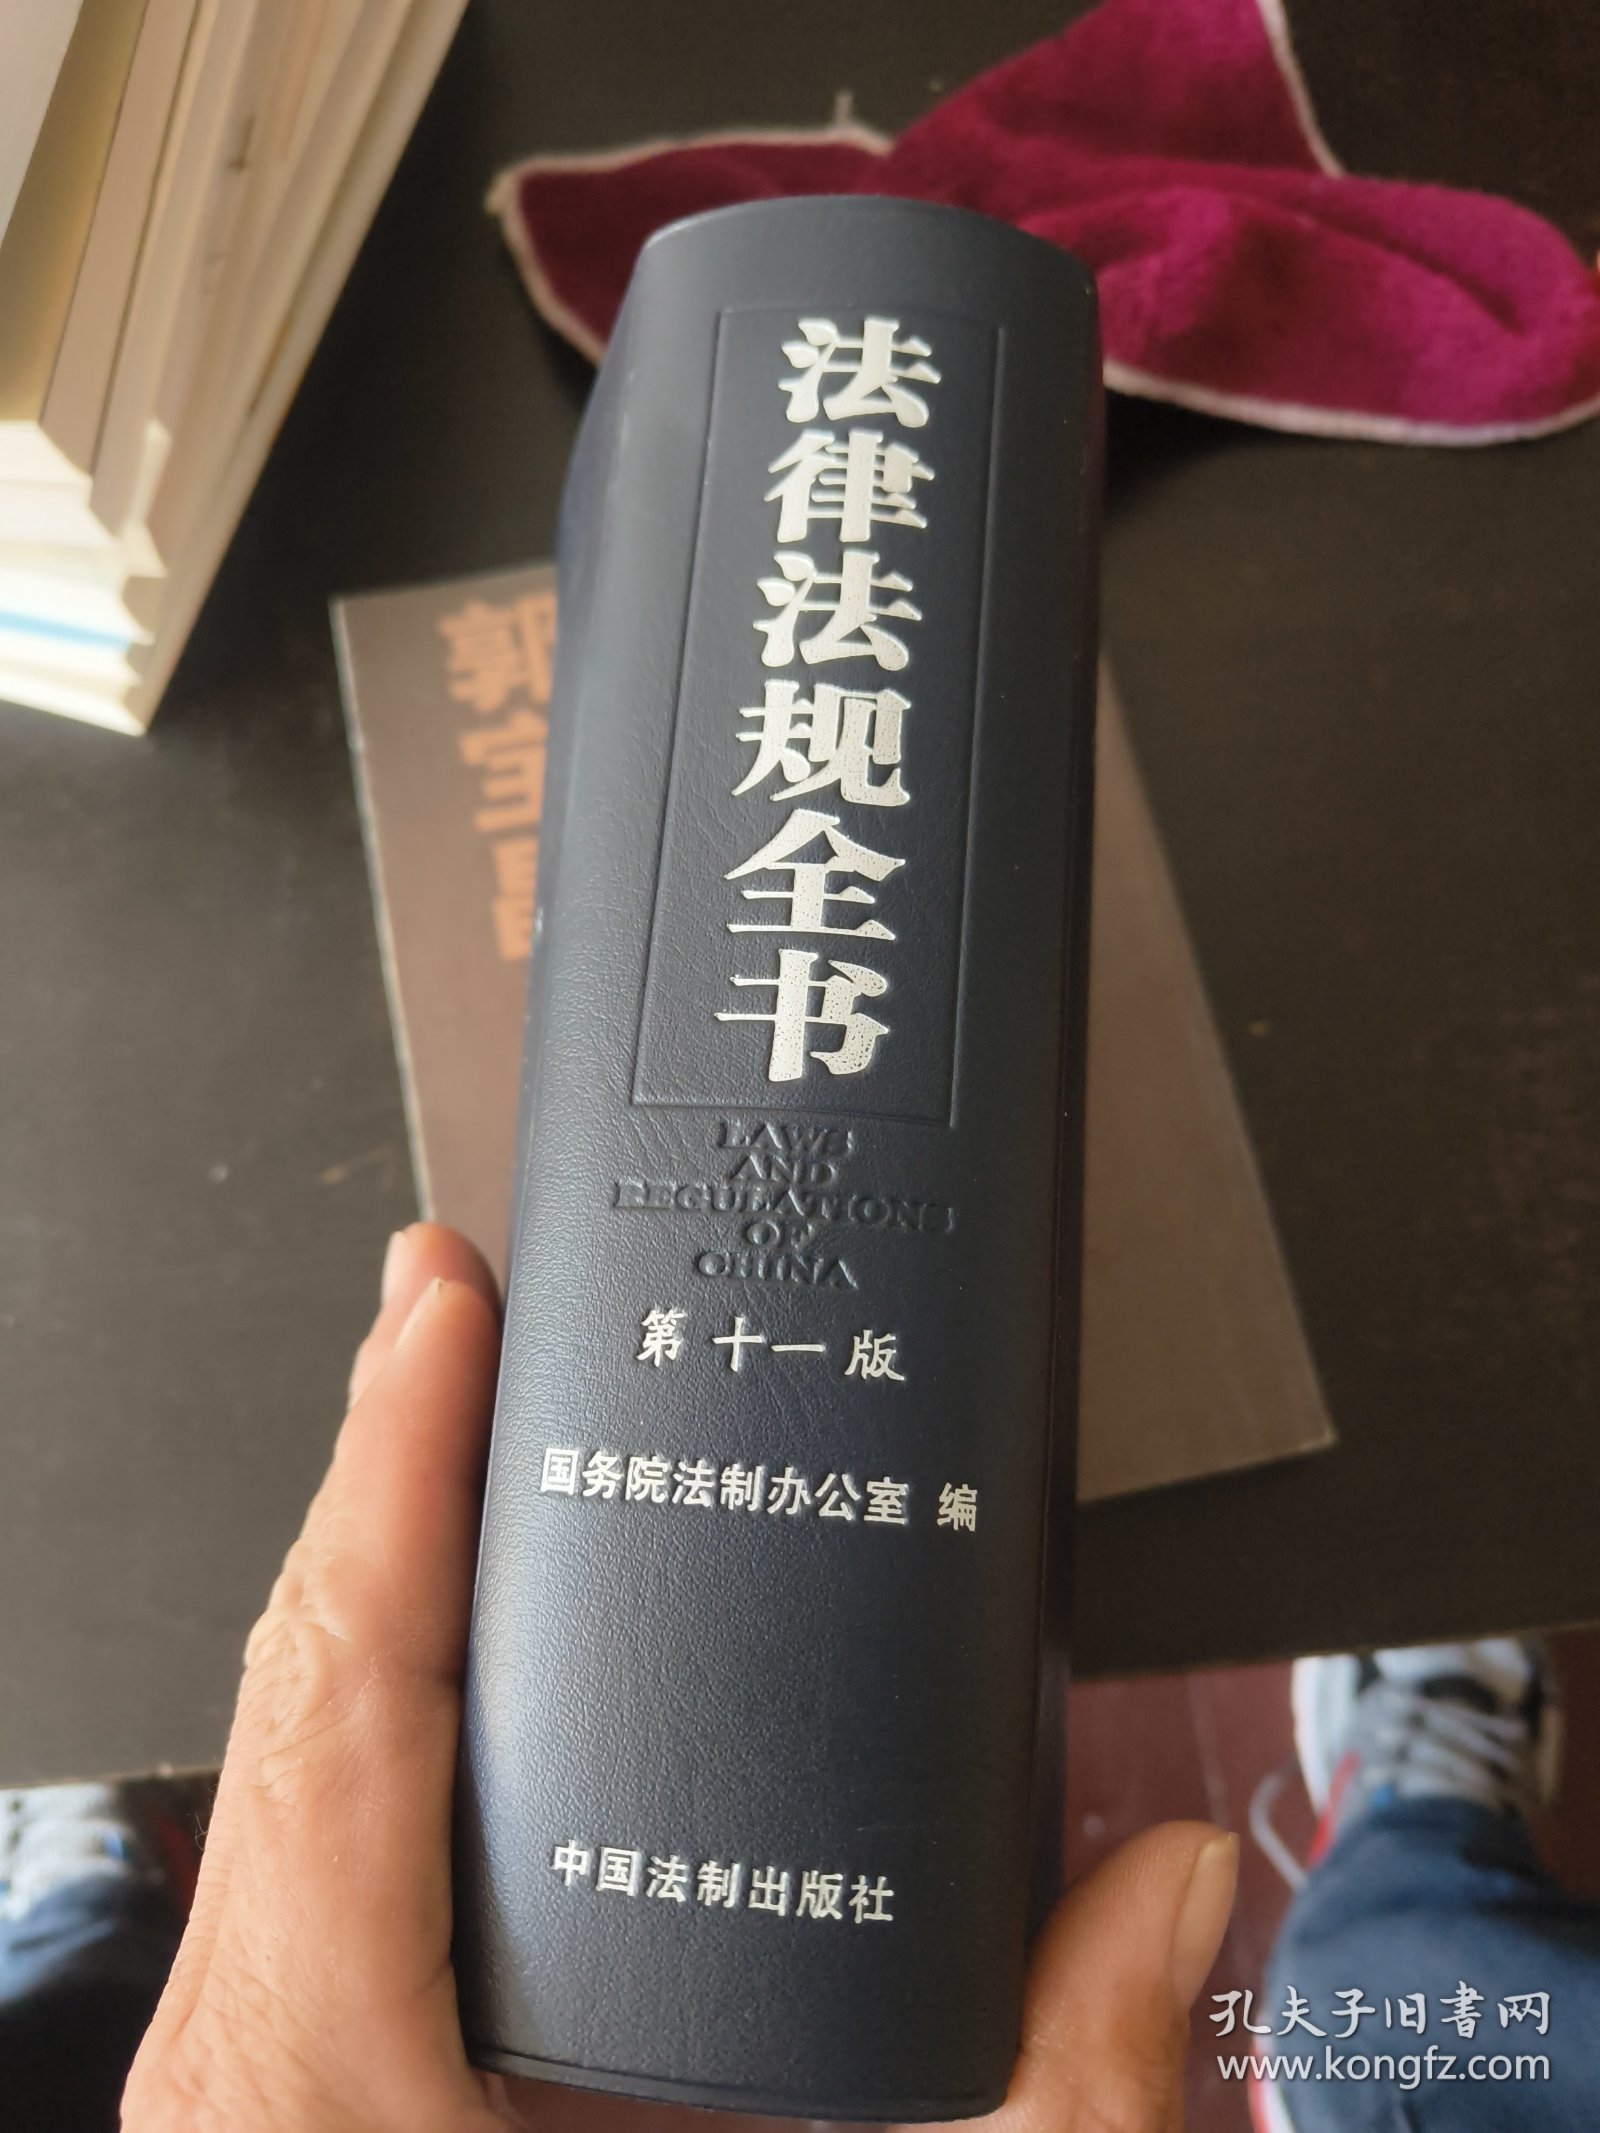 法律法规全书
LAWS
AND
REGULATIONS
OF
CHINA
第十一版
国务院法制办公室 编
中国法制出版社
郭宝
孔夫子旧书网
www.kongfz.com